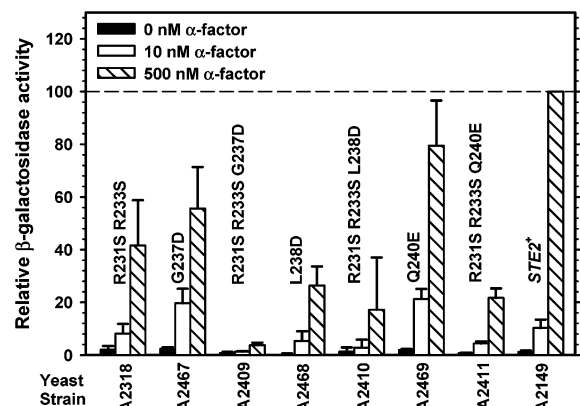 120
100
80
60
40
20
0
Relative β-galactosidase activity
0 nM α-factor
10 nM α-factor
500 nM α-factor
R231S R233S
G237D
R231S R233S G237D
L238D
R231S R233S L238D
Q240E
R231S R233S Q240E
STE2+
Yeast
Strain
A2318
A2467
A2409
A2468
A2410
A2469
A2411
A2149